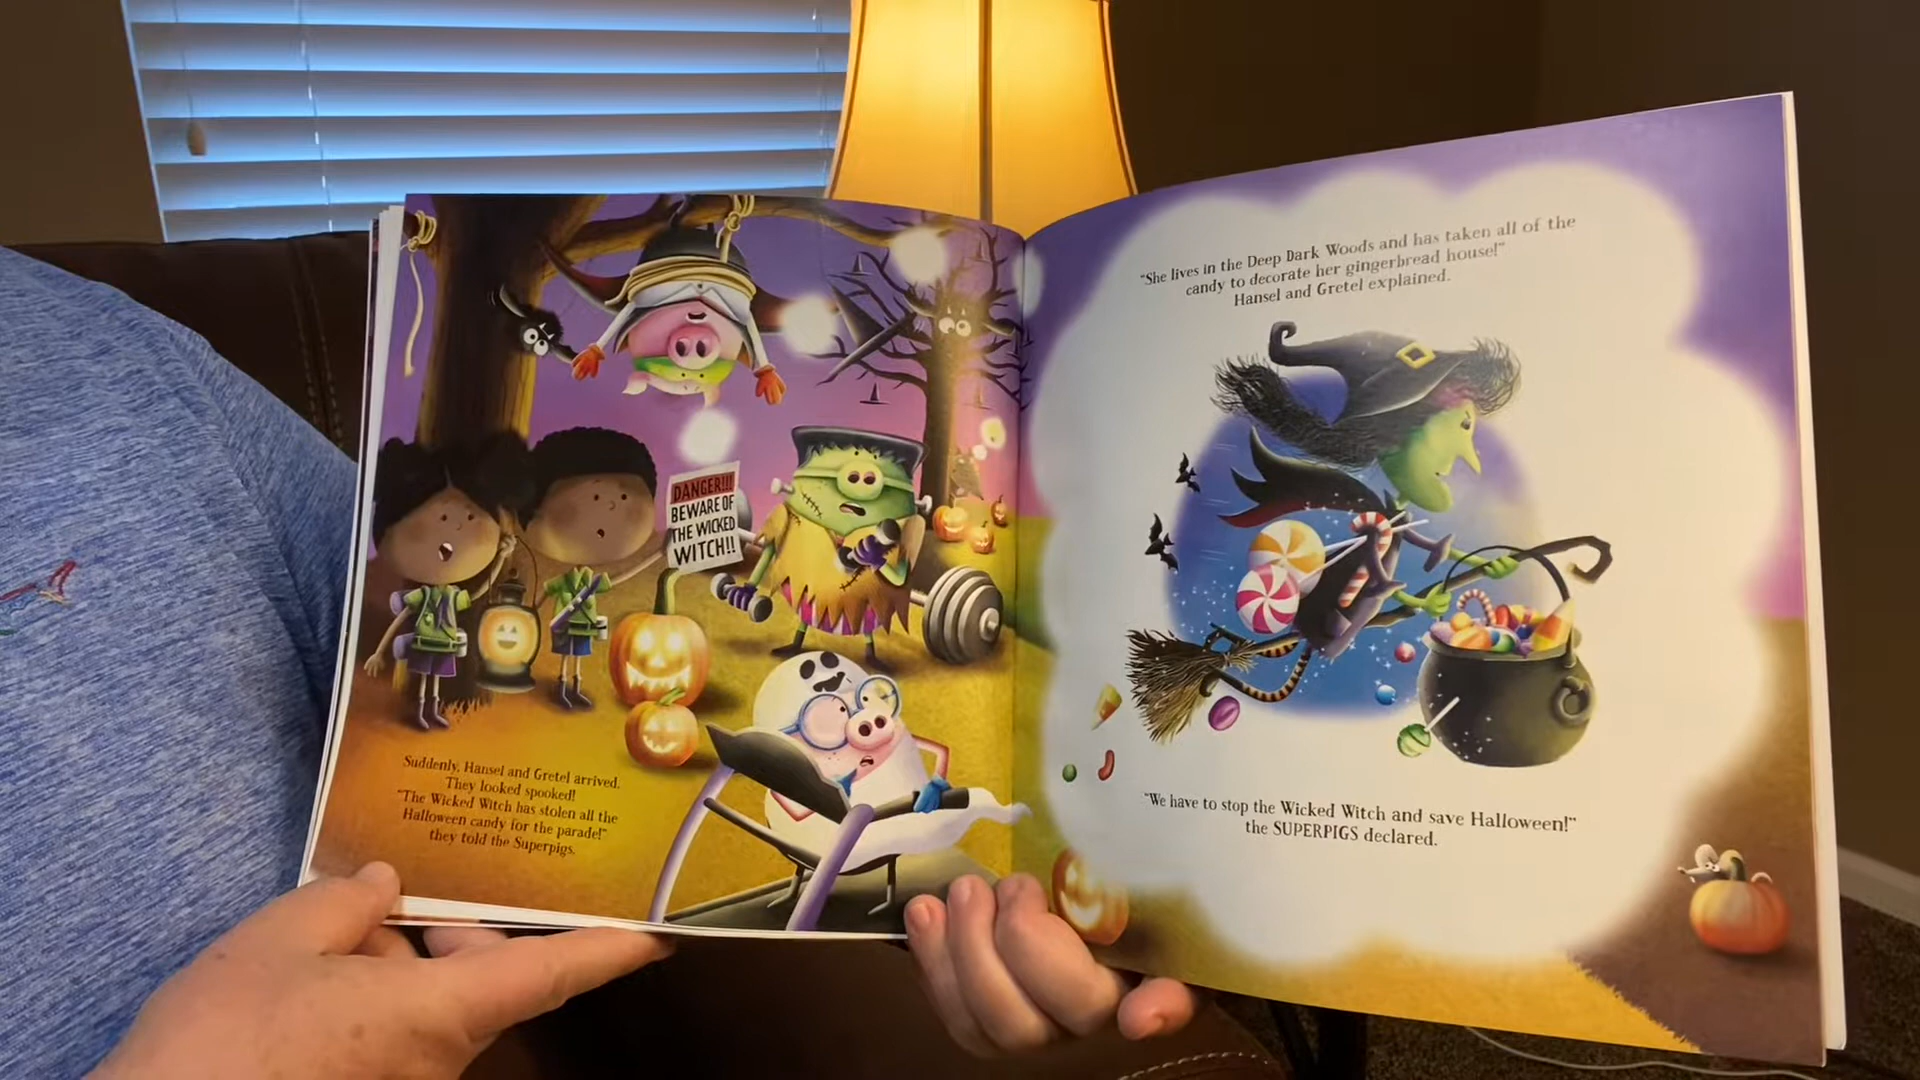 DANGER!!!
BEWARE OF
THE WICKED
WITCH!!
Suddenly, Hansel and Gretel arrived.
They looked spooked!
"The Wicked Witch has stolen all the
Halloween candy for the parade!"
they told the Superpigs.
"She lives in the Deep Dark Woods and has taken all of the
candy to decorate her gingerbread house!"
Hansel and Gretel explained.
"We have to stop the Wicked Witch and save Halloween!"
the SUPERPIGS declared.